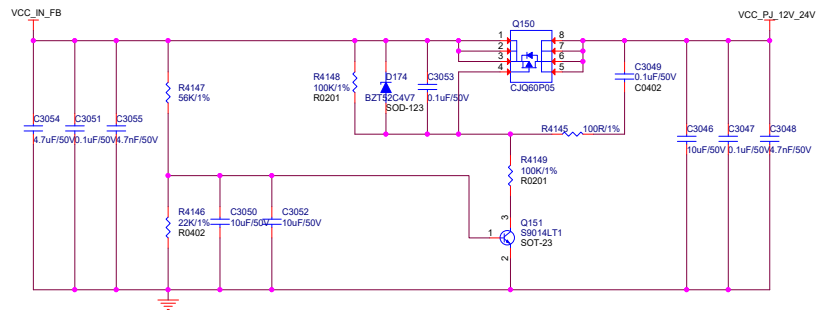 VCC_IN_FB
VCC_PJ_12V_24V
Q150
1
2
3
4
8
7
6
5
CJQ60P05
R4147
56K/1%
R4148
100K/1%
R0201
D174
BZT52C4V7
SOD-123
C3053
0.1uF/50V
C3049
0.1uF/50V
C0402
C3054
4.7uF/50V
C3051
0.1uF/50V
C3055
4.7nF/50V
R4145
100R/1%
C3046
10uF/50V
C3047
0.1uF/50V
C3048
4.7nF/50V
R4149
100K/1%
R0201
R4146
22K/1%
R0402
C3050
10uF/50V
C3052
10uF/50V
3
Q151
S9014LT1
SOT-23
1
2